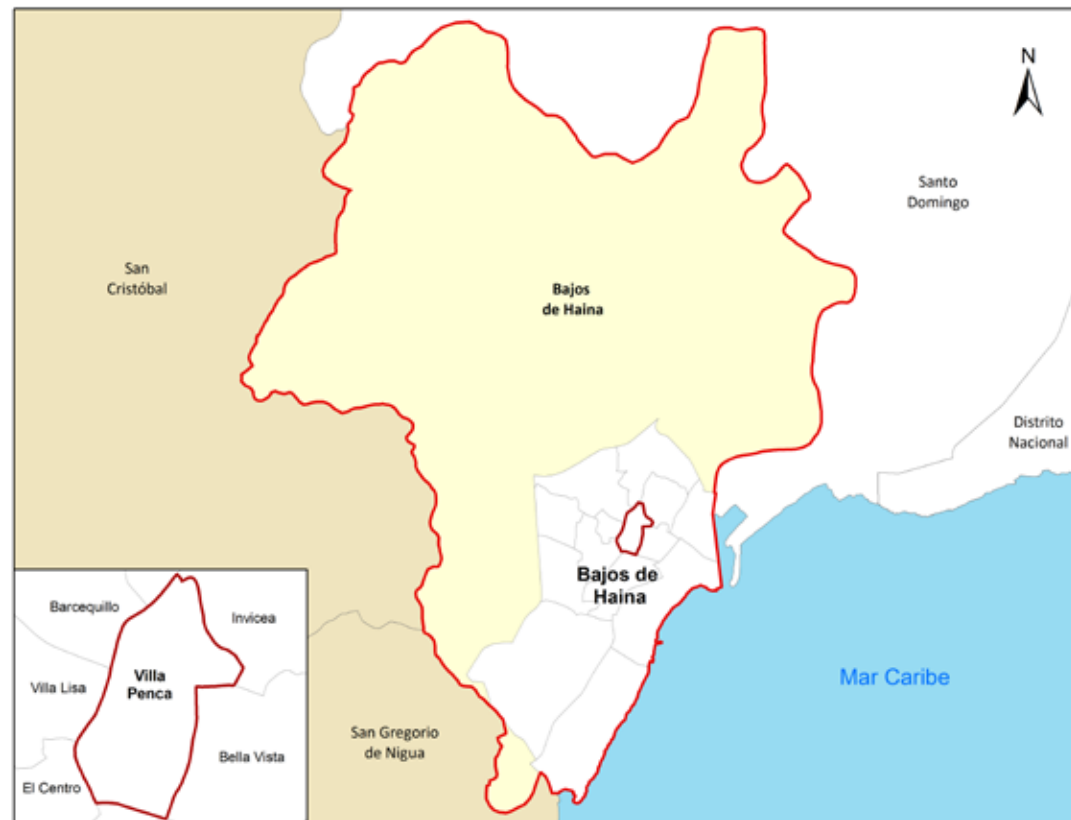 N
Santo
Domingo
San
Cristóbal
Bajos
de Haina
Distrito
Nacional
Bajos de
Haina
Mar Caribe
San Gregorio
de Nigua
Barcequillo
Invicea
Villa
Penca
Villa Lisa
Bella Vista
El Centro